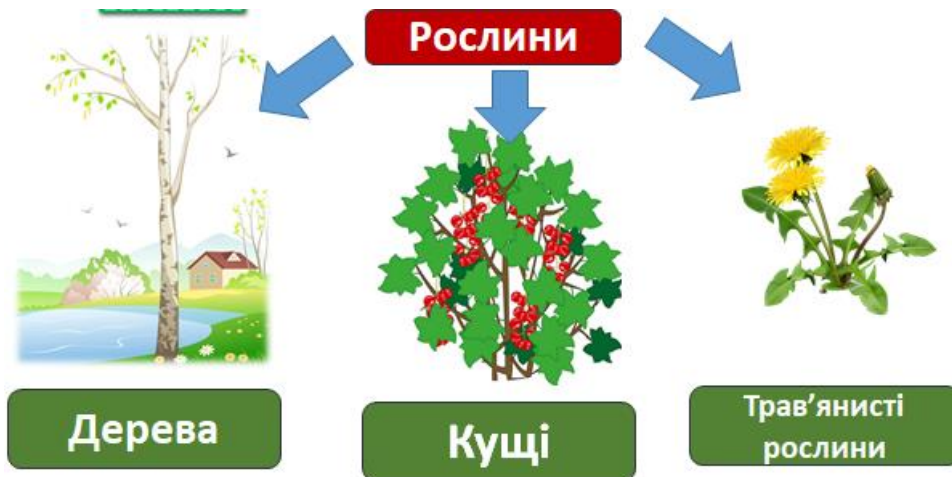 Рослини
Дерева
Кущі
Трав’янисті
рослини